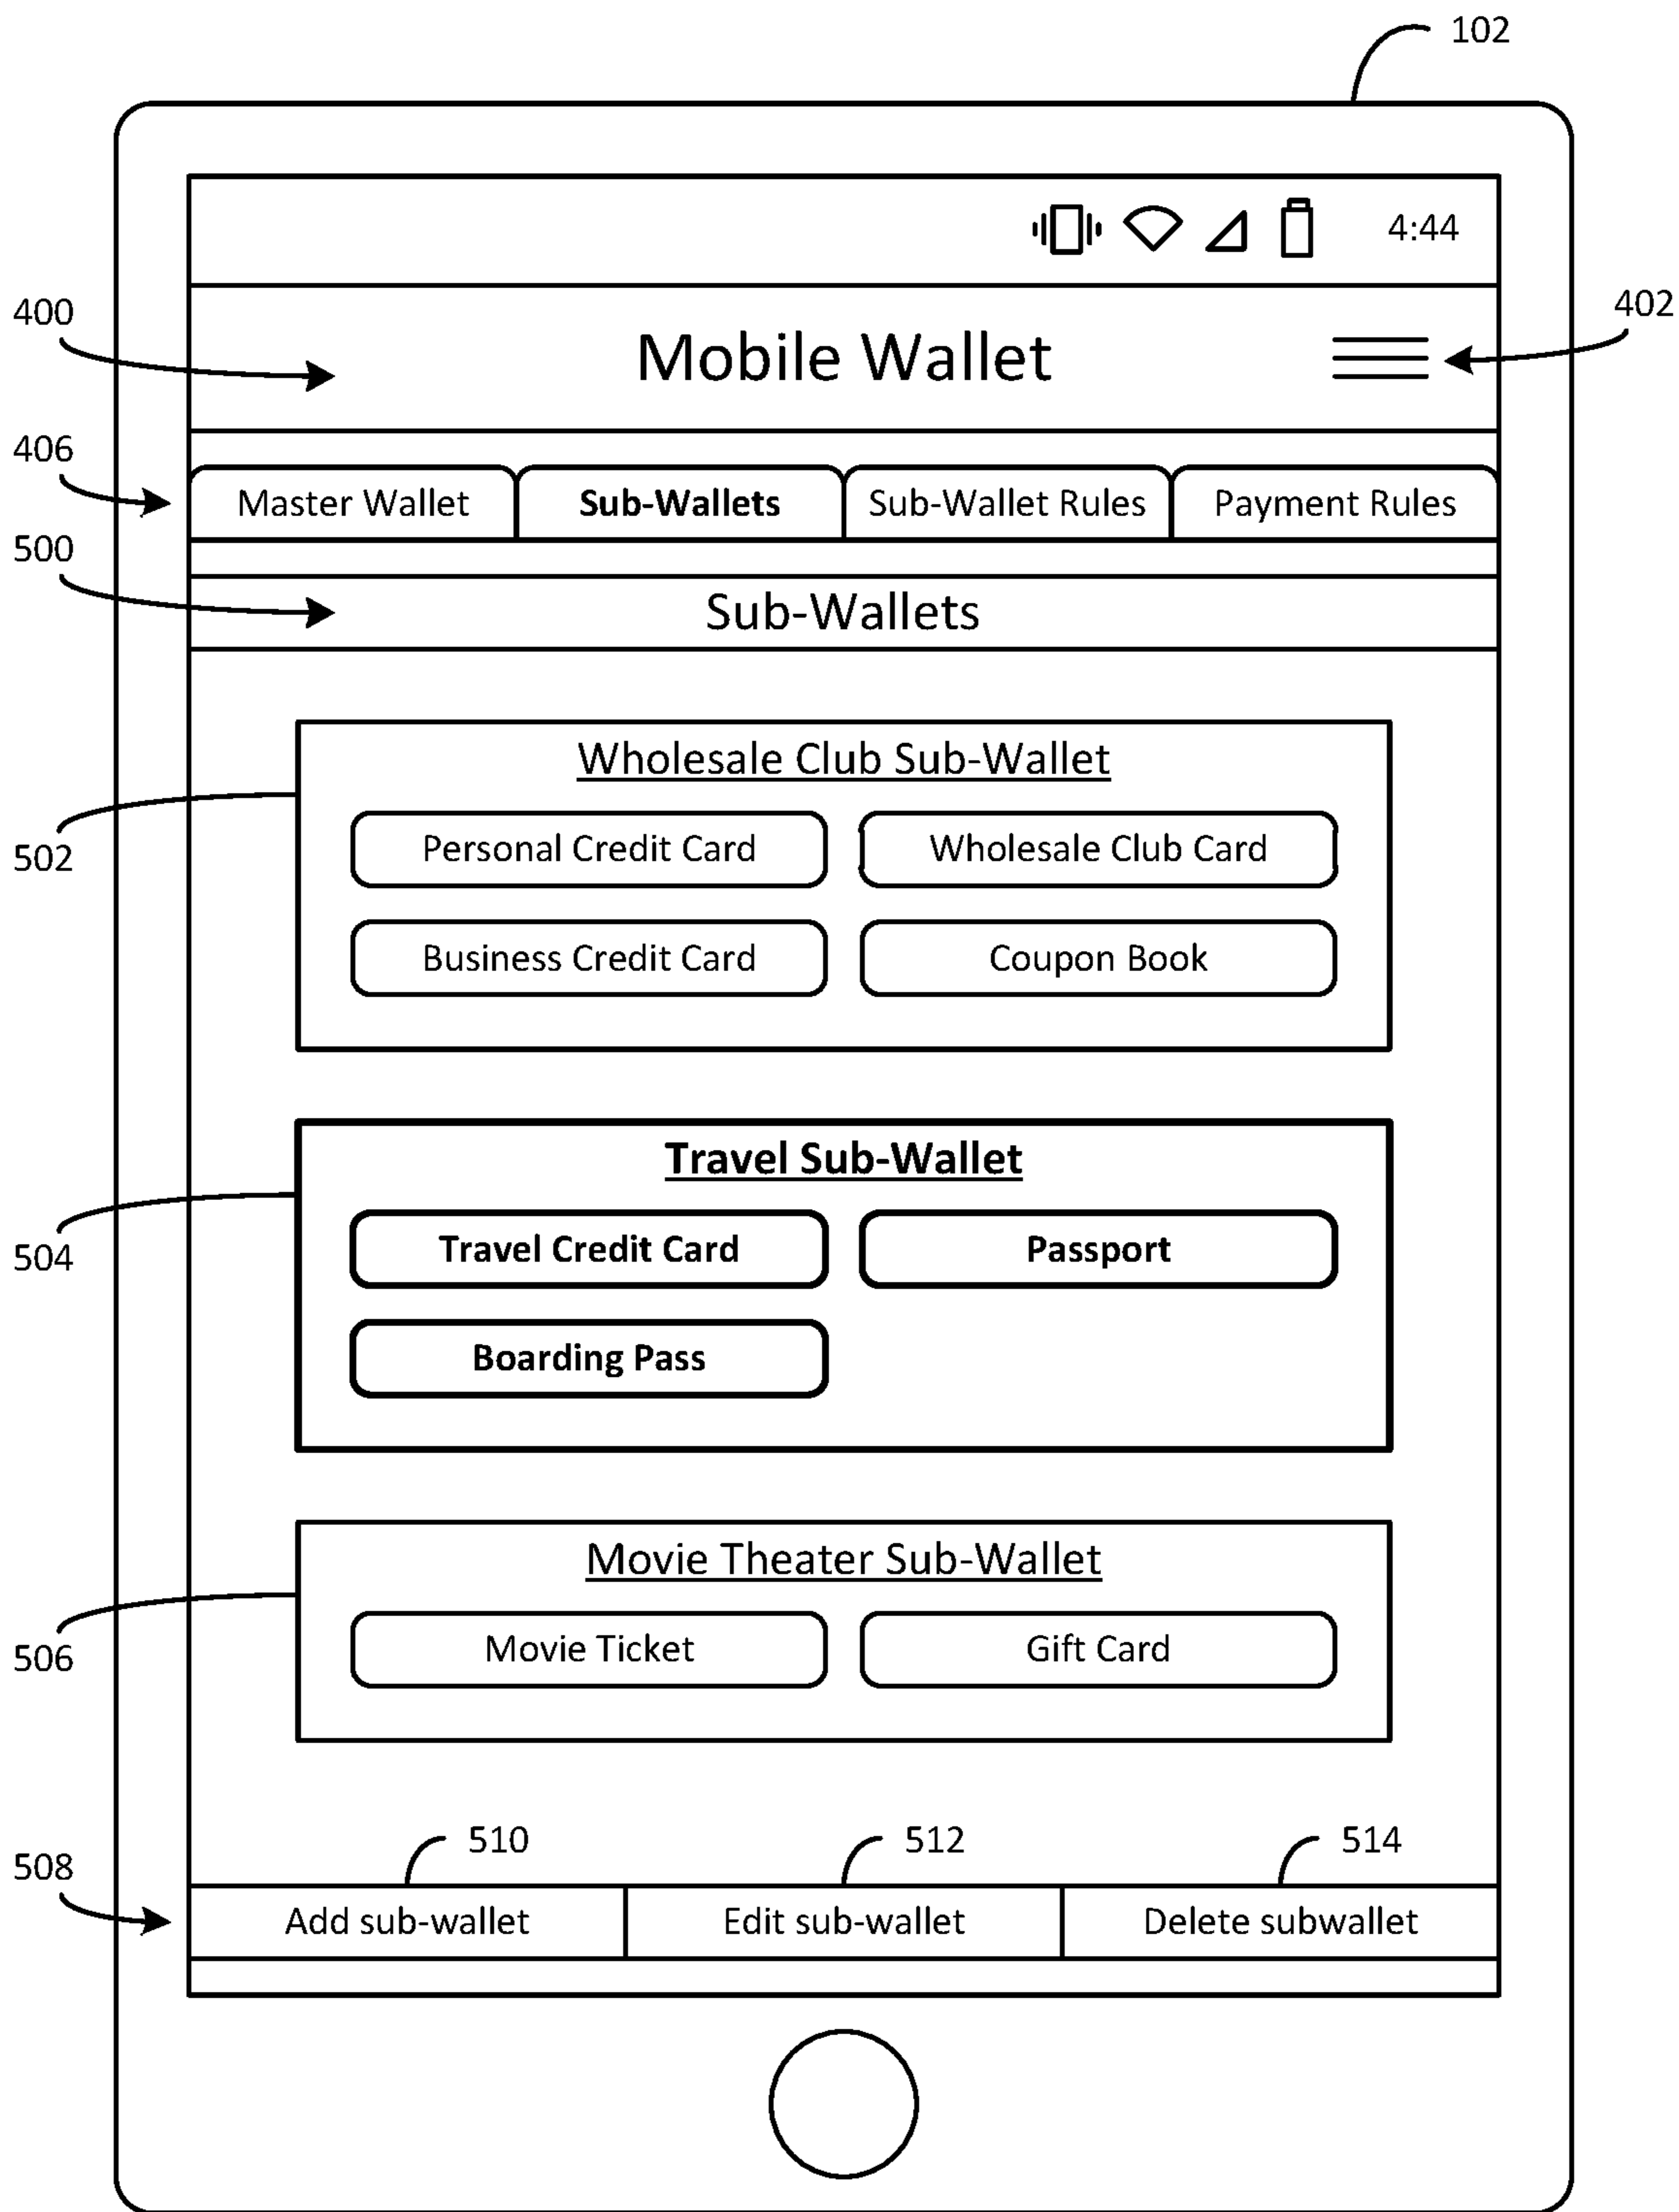 102
4:44
400
Mobile Wallet
402
406
Master Wallet Sub-Wallets Sub-Wallet Rules Payment Rules
500
Sub-Wallets
Wholesale Club Sub-Wallet
502
Personal Credit Card Wholesale Club Card
Business Credit Card Coupon Book
Travel Sub-Wallet
504
Travel Credit Card Passport
Boarding Pass
Movie Theater Sub-Wallet
506
Movie Ticket Gift Card
510 512 514
508
Add sub-wallet Edit sub-wallet Delete subwallet